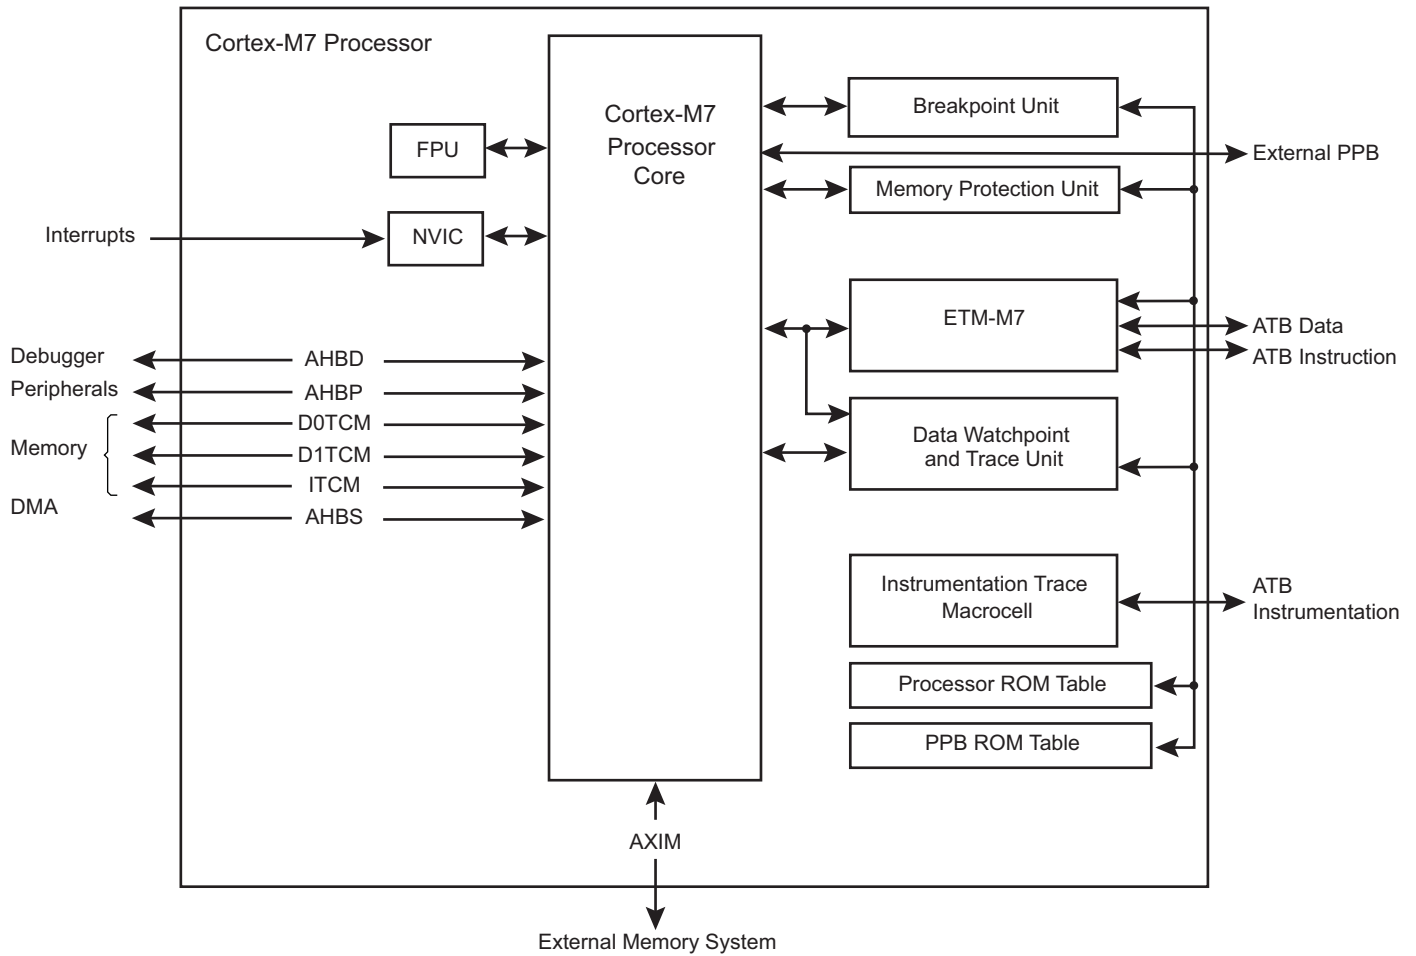 Cortex-M7 Processor
Cortex-M7
Processor
Core
FPU
NVIC
Interrupts
Debugger
AHBD
Peripherals
AHBP
D0TCM
Memory
D1TCM
ITCM
DMA
AHBS
Breakpoint Unit
External PPB
Memory Protection Unit
ETM-M7
ATB Data
ATB Instruction
Data Watchpoint
and Trace Unit
Instrumentation Trace
Macrocell
ATB
Instrumentation
Processor ROM Table
PPB ROM Table
AXIM
External Memory System